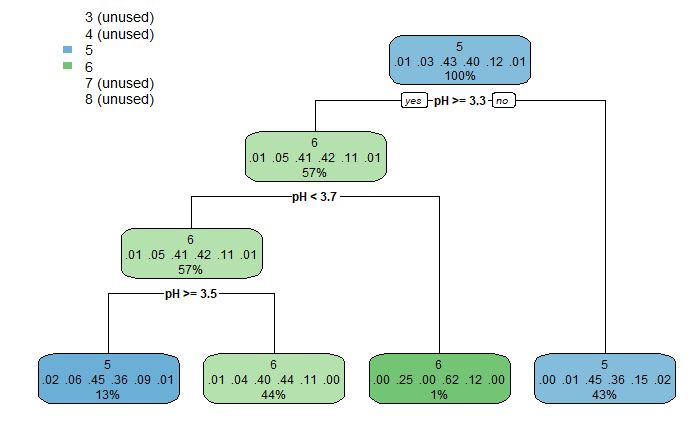 3 (unused)
4 (unused)
5
6
7 (unused)
8 (unused)
5
.01 .03 .43 .40 .12 .01
100%
yes pH >= 3.3 no
6
.01 .05 .41 .42 .11 .01
57%
pH < 3.7
6
.01 .05 .41 .42 .11 .01
57%
pH >= 3.5
5
.02 .06 .45 .36 .09 .01
13%
6
.01 .04 .40 .44 .11 .00
44%
6
.00 .25 .00 .62 .12 .00
1%
5
.00 .01 .45 .36 .15 .02
43%